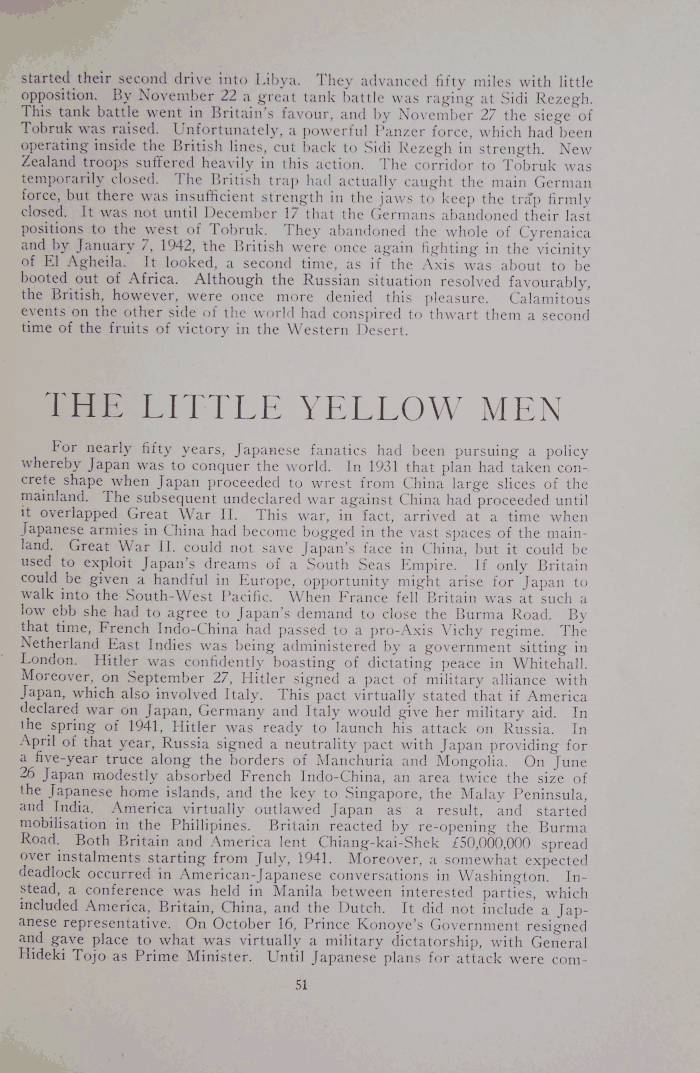 started their second drive into Libya. They advanced fifty miles with little
opposition. By November 22 a great tank battle was raging at Sidi Rezegh.
This tank battle went in Britain's favour, and by November 27 the siege of
Tobruk was raised. Unfortunately, a powerful Panzer force, which had been
operating inside the British lines, cut back to Sidi Rezegh in strength. New
Zealand troops suffered heavily in this action. The corridor to Tobruk was
temporarily closed. The British trap had actually caught the main German
force, but there was insufficient strength in the jaws to keep the trap firmly
closed. It was not until December 17 that the Germans abandoned their last
positions to the west of Tobruk. They abandoned the whole of Cyrenaica
and by January 7, 1942, the British were once again fighting in the vicinity
of El Agheila. It looked, a second time, as if the Axis was about to be
booted out of Africa. Although the Russian situation resolved favourably,
the British, however, were once more denied this pleasure. Calamitous
events on the other side of the world had conspired to thwart them a second
time of the fruits of victory in the Western Desert.
THE LITTLE YELLOW MEN
For nearly fifty years, Japanese fanatics had been pursuing a policy
whereby Japan was to conquer the world. In 1931 that plan had taken con-
crete shape when Japan proceeded to wrest from China large slices of the
mainland. The subsequent undeclared war against China had proceeded until
it overlapped Great War II. This war, in fact, arrived at a time when
Japanese armies in China had become bogged in the vast spaces of the main-
land. Great War II. could not save Japan's face in China, but it could be
used to exploit Japan's dreams of a South Seas Empire. If only Britain
could be given a handful in Europe, opportunity might arise for Japan to
walk into the South-West Pacific. When France fell Britain was at such a
low ebb she had to agree to Japan's demand to close the Burma Road. By
that time, French Indo-China had passed to a pro-Axis Vichy regime. The
Netherland East Indies was being administered by a government sitting in
London. Hitler was confidently boasting of dictating peace in Whitehall.
Moreover, on September 27, Hitler signed a pact of military alliance with
Japan, which also involved Italy. This pact virtually stated that if America
declared war on Japan, Germany and Italy would give her military aid. In
the spring of 1941, Hitler was ready to launch his attack on Russia. In
April of that year, Russia signed a neutrality pact with Japan providing for
a five-year truce along the borders of Manchuria and Mongolia. On June
26 Japan modestly absorbed French Indo-China, an area twice the size of
the Japanese home islands, and the key to Singapore, the Malay Peninsula,
and India. America virtually outlawed Japan as a result, and started
mobilisation in the Phillipines. Britain reacted by re-opening the Burma
Road. Both Britain and America lent Chiang-kai-Shek £50,000,000 spread
over instalments starting from July, 1941. Moreover, a somewhat expected
deadlock occurred in American-Japanese conversations in Washington. In-
stead, a conference was held in Manila between interested parties, which
included America, Britain, China, and the Dutch. It did not include a Jap-
anese representative. On October 16, Prince Konoye's Government resigned
and gave place to what was virtually a military dictatorship, with General
Hideki Tojo as Prime Minister. Until Japanese plans for attack were com-
51